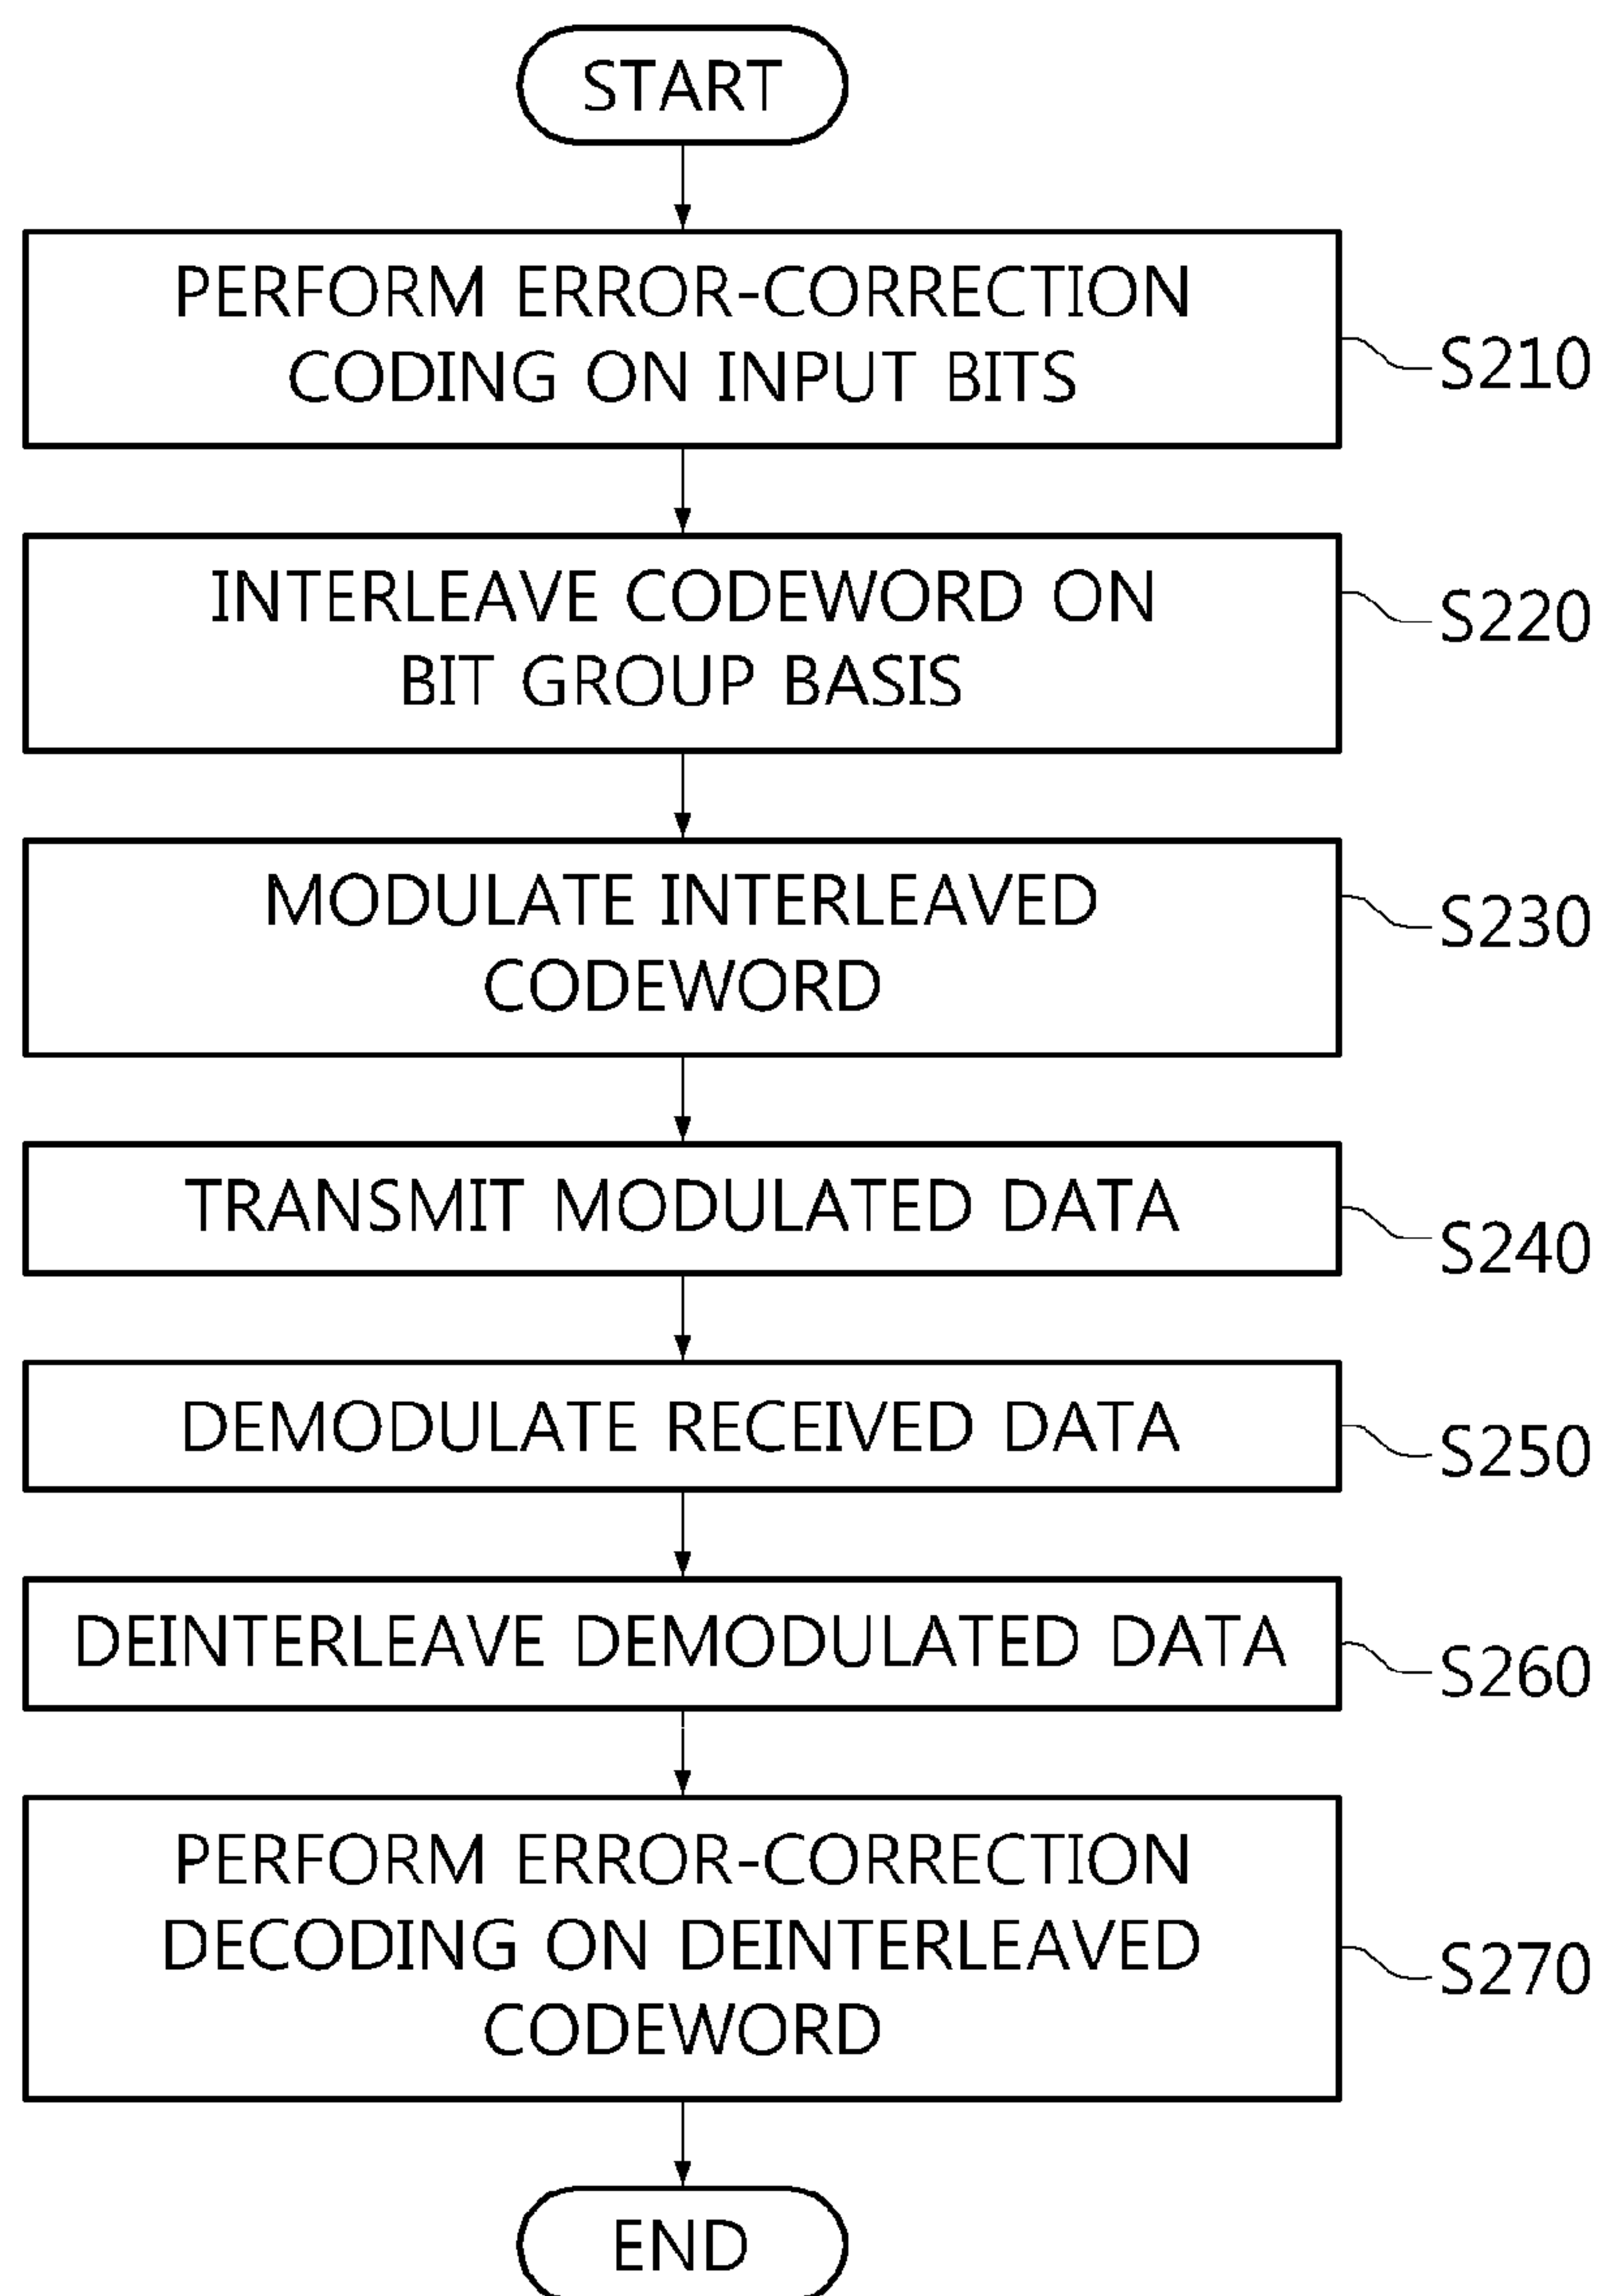 START
PERFORM ERROR-CORRECTION
CODING ON INPUT BITS
S210
INTERLEAVE CODEWORD ON
BIT GROUP BASIS
S220
MODULATE INTERLEAVED
CODEWORD
S230
TRANSMIT MODULATED DATA
S240
DEMODULATE RECEIVED DATA
S250
DEINTERLEAVE DEMODULATED DATA
S260
PERFORM ERROR-CORRECTION
DECODING ON DEINTERLEAVED
CODEWORD
S270
END